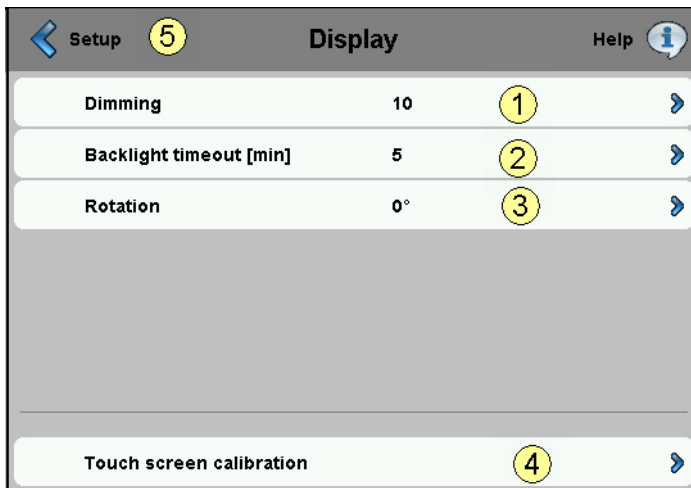 Setup 5 Display Help
Dimming 10 1
Backlight timeout [min] 5 2
Rotation 0° 3
Touch screen calibration 4